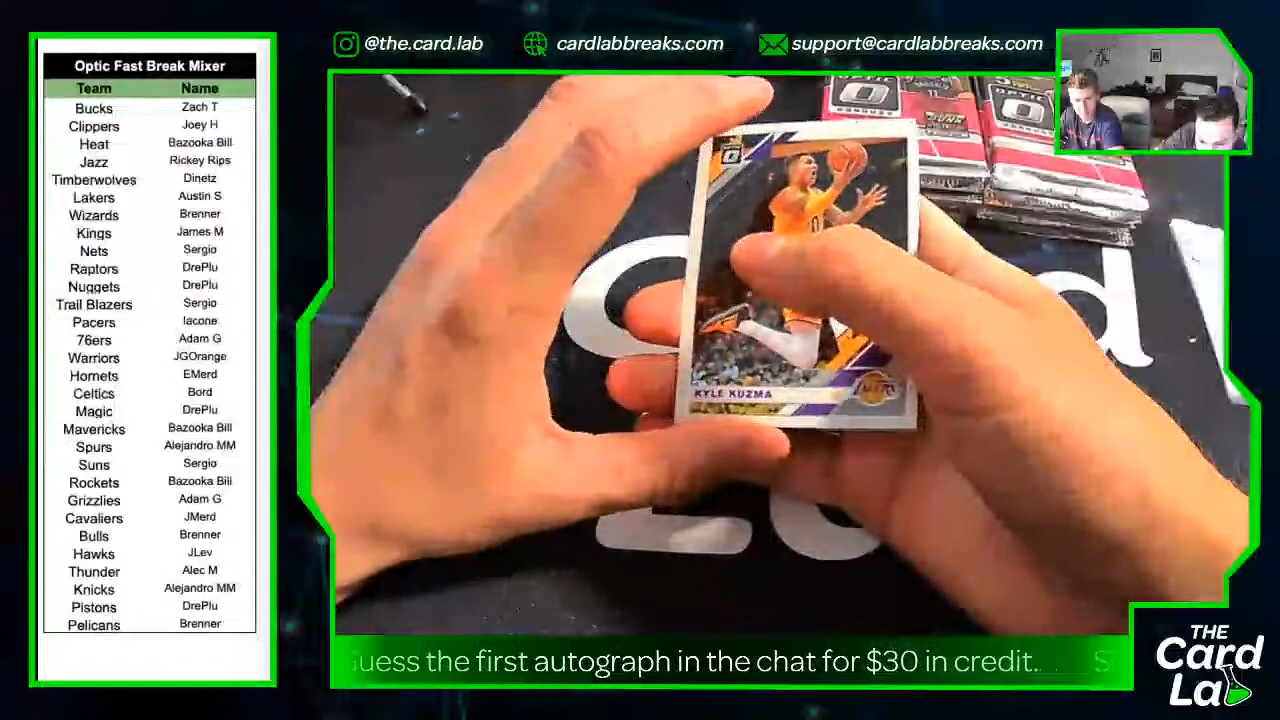 @the.card.lab
cardlabbreaks.com
support@cardlabbreaks.com
Optic Fast Break Mixer
Team Name
Bucks Zach T
Clippers Joey H
Heat Bazooka Bill
Jazz Rickey Rips
Timberwolves Dinetz
Lakers Austin S
Wizards Brenner
Kings James M
Nets Sergio
Raptors DrePlu
Nuggets DrePlu
Trail Blazers Sergio
Pacers Iacone
76ers Adam G
Warriors JGOrange
Hornets EMerd
Celtics Bord
Magic DrePlu
Mavericks Bazooka Bill
Spurs Alejandro MM
Suns Sergio
Rockets Bazooka Bill
Grizzlies Adam G
Cavaliers JMerd
Bulls Brenner
Hawks JLev
Thunder Alec M
Knicks Alejandro MM
Pistons DrePlu
Pelicans Brenner
OPTIC
KYLE KUZMA
Guess the first autograph in the chat for $30 in credit.
THE
Card
Lab